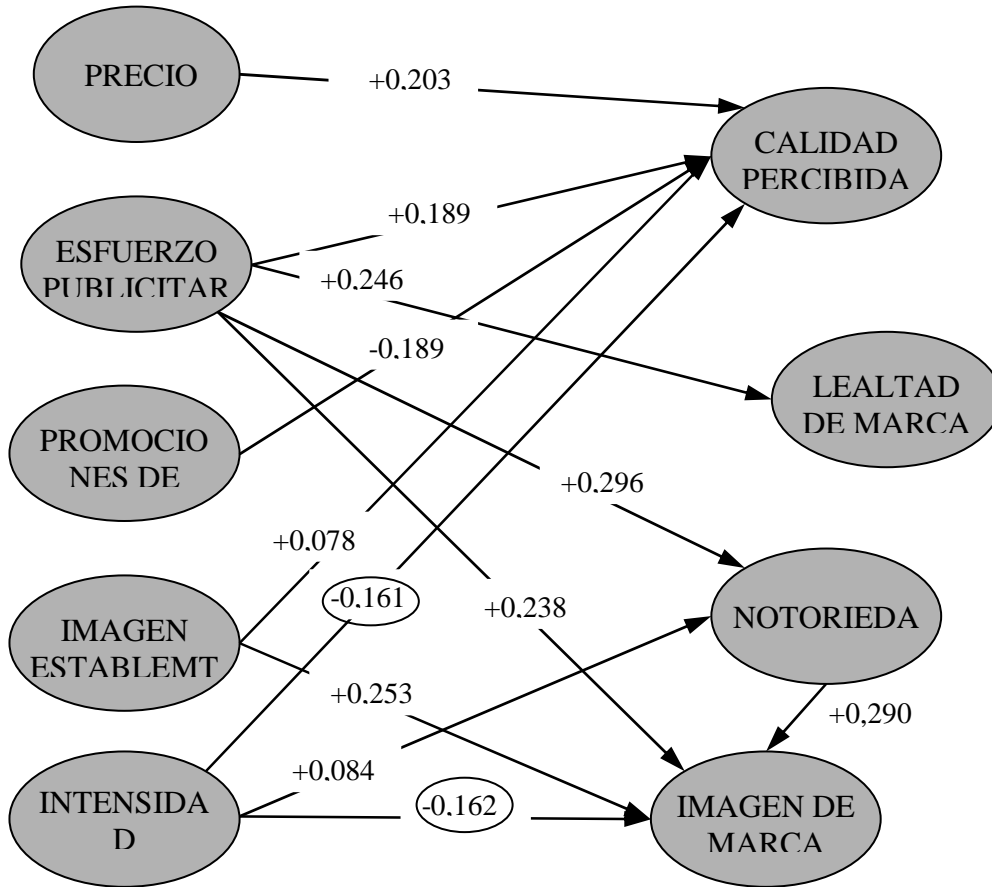 PRECIO
+0,203
CALIDAD
PERCIBIDA
+0,189
ESFUERZO
PUBLICITAR
+0,246
-0,189
LEALTAD
DE MARCA
PROMOCIO
NES DE
+0,296
+0,078
-0,161
+0,238
IMAGEN
ESTABLEMT
NOTORIEDA
+0,253
+0,290
+0,084
INTENSIDA
D
-0,162
IMAGEN DE
MARCA